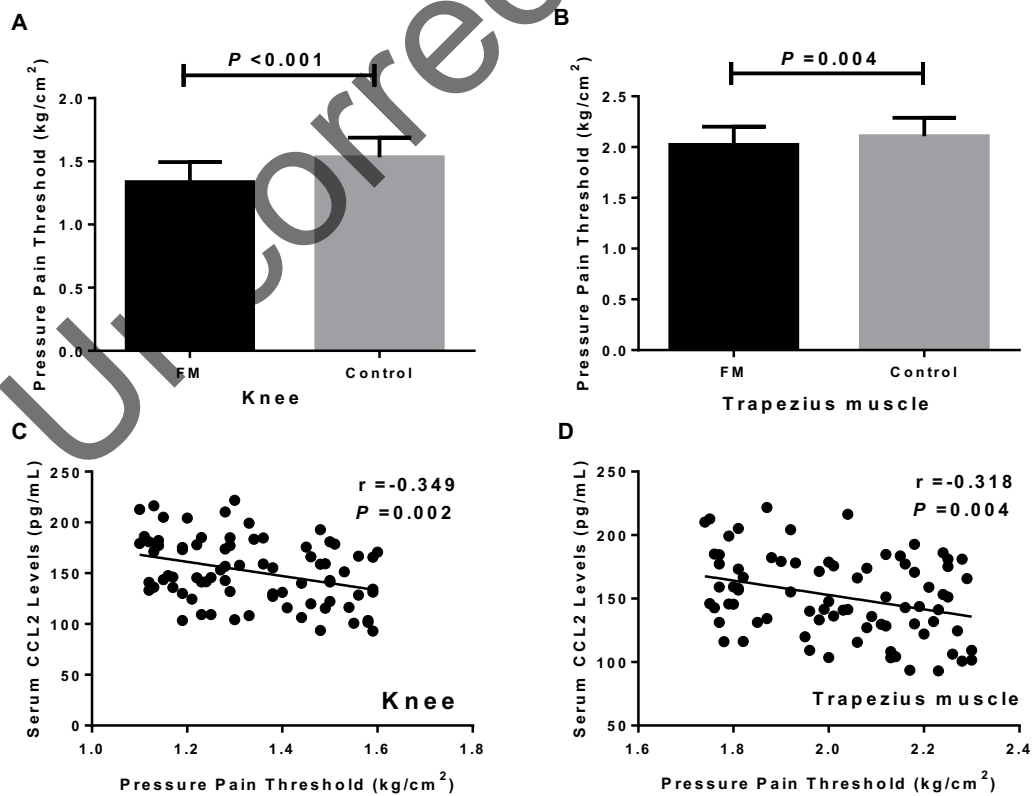 A
P <0.001
Pressure Pain Threshold (kg/cm²)
2.0
1.5
1.0
0.5
0.0
FM
Control
Knee
B
P =0.004
Pressure Pain Threshold (kg/cm²)
2.5
2.0
1.5
1.0
0.5
0.0
FM
Control
Trapezius muscle
C
Serum CCL2 Levels (pg/mL)
250
200
150
100
50
0
r =-0.349
P =0.002
Knee
1.0
1.2
1.4
1.6
1.8
Pressure Pain Threshold (kg/cm²)
D
Serum CCL2 Levels (pg/mL)
250
200
150
100
50
r =-0.318
P =0.004
Trapezius muscle
1.6
1.8
2.0
2.2
2.4
Pressure Pain Threshold (kg/cm²)